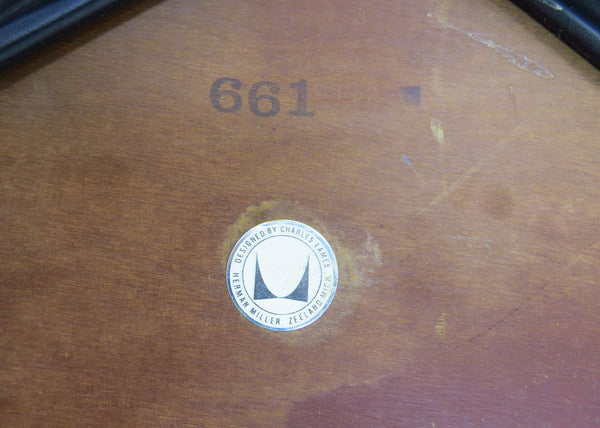 661
DESIGNED BY CHARLES EAMES
HERMAN MILLER ZEELAND, MICH.